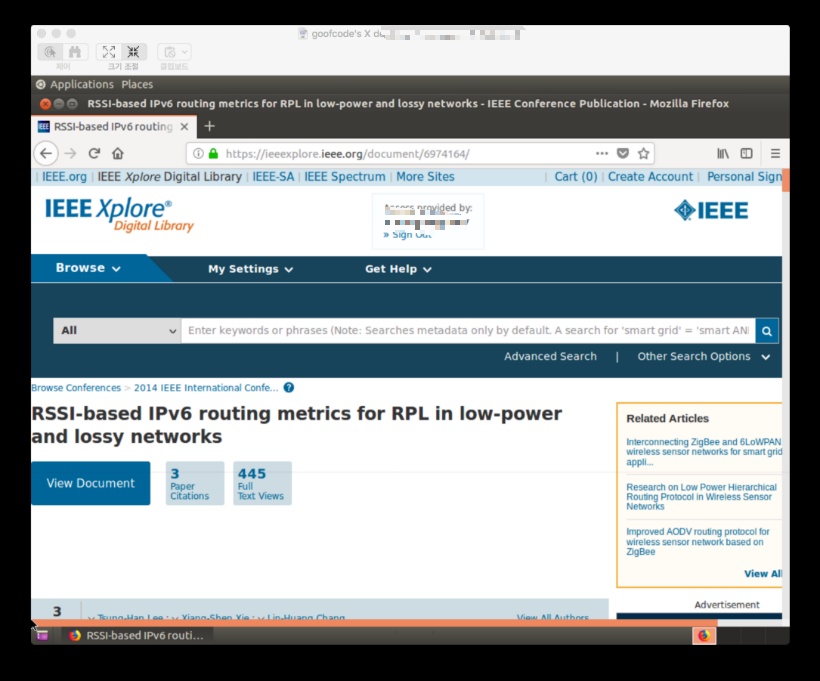 goofcode's X
제어
크기 조절
클립보드
Applications Places
RSSI-based IPv6 routing metrics for RPL in low-power and lossy networks - IEEE Conference Publication - Mozilla Firefox
IEEE RSSI-based IPv6 routing × +
https://ieeexplore.ieee.org/document/6974164/
| IEEE.org | IEEE Xplore Digital Library | IEEE-SA | IEEE Spectrum | More Sites | Cart (0) | Create Account | Personal Sign
IEEE Xplore®
Digital Library
Access provided by:
» Sign Out
IEEE
Browse My Settings Get Help
All Enter keywords or phrases (Note: Searches metadata only by default. A search for 'smart grid' = 'smart AN
Advanced Search | Other Search Options
Browse Conferences > 2014 IEEE International Confe... ?
RSSI-based IPv6 routing metrics for RPL in low-power
and lossy networks
View Document
3
Paper
Citations
445
Full
Text Views
Related Articles
Interconnecting ZigBee and 6LoWPAN
wireless sensor networks for smart grid
appli...
Research on Low Power Hierarchical
Routing Protocol in Wireless Sensor
Networks
Improved AODV routing protocol for
wireless sensor network based on
ZigBee
View All
Advertisement
3
Tsung-Han Lee ; Xiang-Shen Xie ; Lin-Huang Chang View All Authors
RSSI-based IPv6 routi...